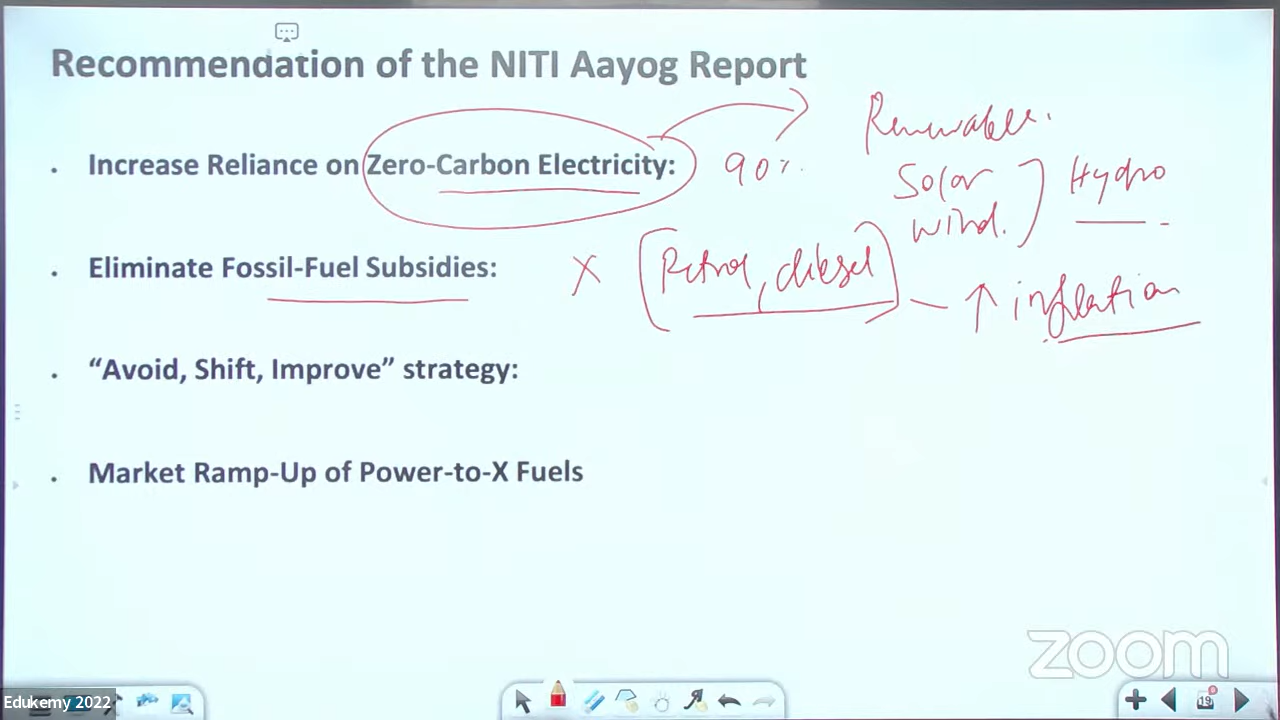 Recommendation of the NITI Aayog Report
. Increase Reliance on Zero-Carbon Electricity: 90%.
Renewable.
Solar
wind.
Hydro
. Eliminate Fossil-Fuel Subsidies: X (Petrol, diesel) — ↑ inflation
. “Avoid, Shift, Improve” strategy:
. Market Ramp-Up of Power-to-X Fuels
zoom
Edukemy 2022
19